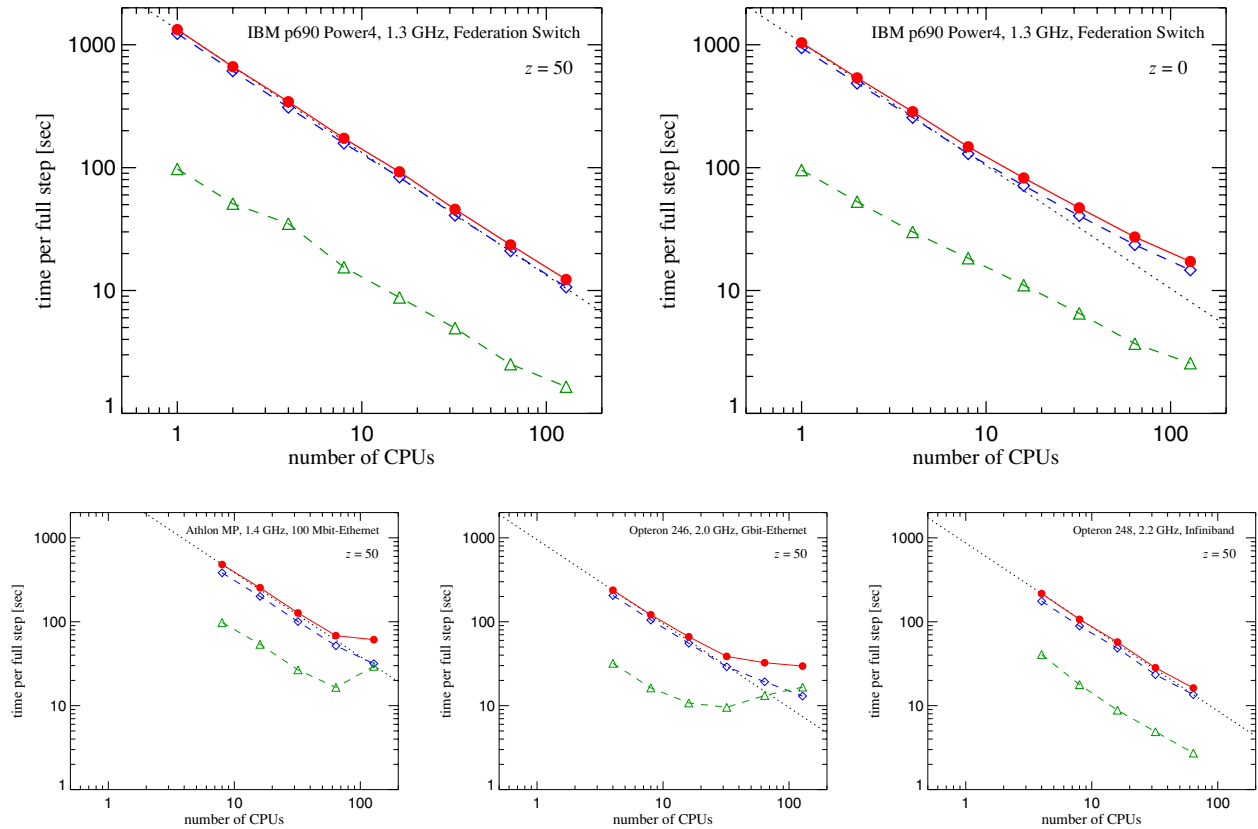 IBM p690 Power4, 1.3 GHz, Federation Switch
z = 50
1000
100
10
1
time per full step [sec]
1
10
100
number of CPUs
IBM p690 Power4, 1.3 GHz, Federation Switch
z = 0
1000
100
10
1
time per full step [sec]
1
10
100
number of CPUs
Athlon MP, 1.4 GHz, 100 Mbit-Ethernet
z = 50
1000
100
10
1
time per full step [sec]
1
10
100
number of CPUs
Opteron 246, 2.0 GHz, Gbit-Ethernet
z = 50
1000
100
10
1
time per full step [sec]
1
10
100
number of CPUs
Opteron 248, 2.2 GHz, Infiniband
z = 50
1000
100
10
1
time per full step [sec]
1
10
100
number of CPUs